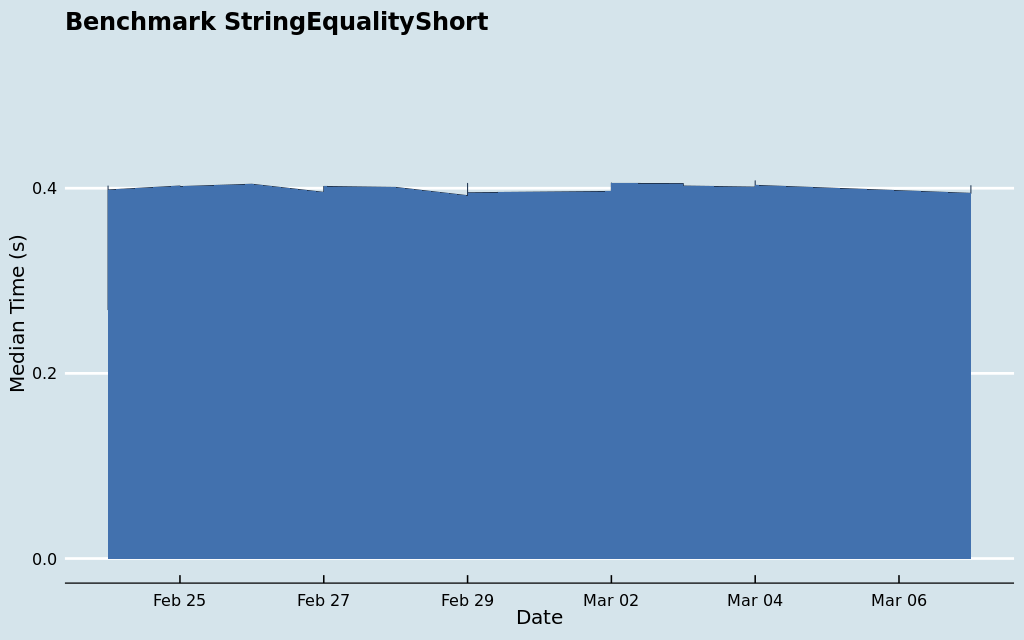 Benchmark StringEqualityShort
Median Time (s)
0.4
0.2
0.0
Feb 25 Feb 27 Feb 29 Mar 02 Mar 04 Mar 06
Date